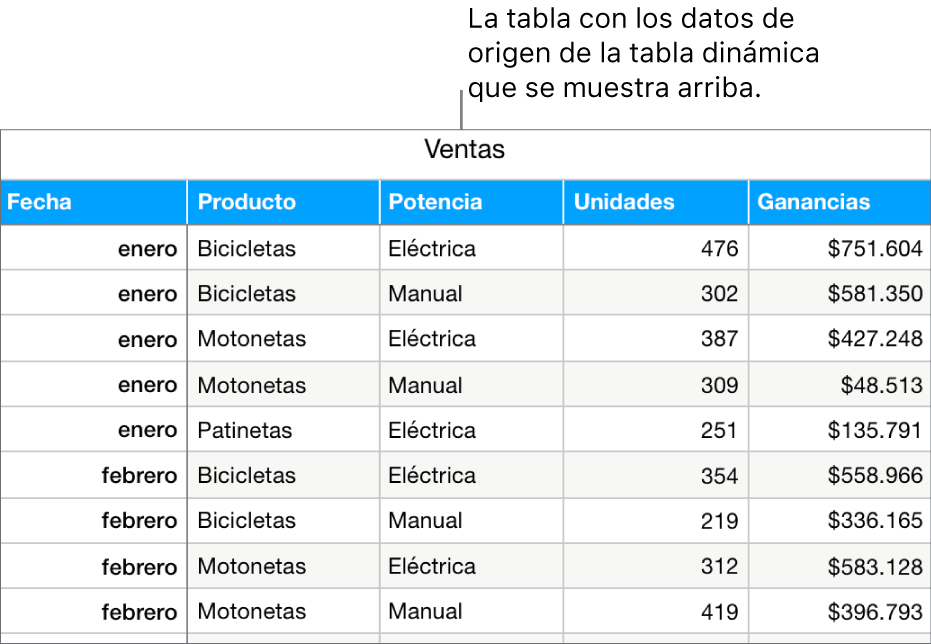 La tabla con los datos de
origen de la tabla dinámica
que se muestra arriba.
Ventas
Fecha Producto Potencia Unidades Ganancias
enero Bicicletas Eléctrica 476 $751.604
enero Bicicletas Manual 302 $581.350
enero Motonetas Eléctrica 387 $427.248
enero Motonetas Manual 309 $48.513
enero Patinetas Eléctrica 251 $135.791
febrero Bicicletas Eléctrica 354 $558.966
febrero Bicicletas Manual 219 $336.165
febrero Motonetas Eléctrica 312 $583.128
febrero Motonetas Manual 419 $396.793